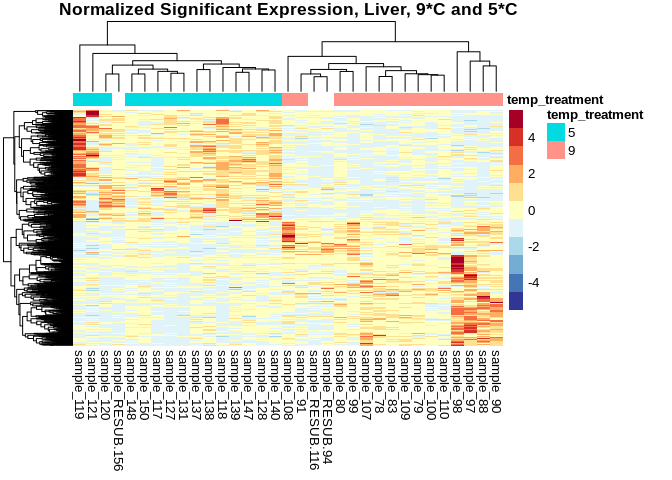 Normalized Significant Expression, Liver, 9*C and 5*C
temp_treatment
temp_treatment
5
9
4
2
0
-2
-4
sample_119
sample_121
sample_120
sample_RESUB.156
sample_148
sample_150
sample_117
sample_127
sample_131
sample_137
sample_138
sample_118
sample_139
sample_147
sample_128
sample_140
sample_108
sample_91
sample_RESUB.116
sample_RESUB.94
sample_80
sample_99
sample_107
sample_78
sample_83
sample_109
sample_79
sample_100
sample_110
sample_98
sample_97
sample_88
sample_90